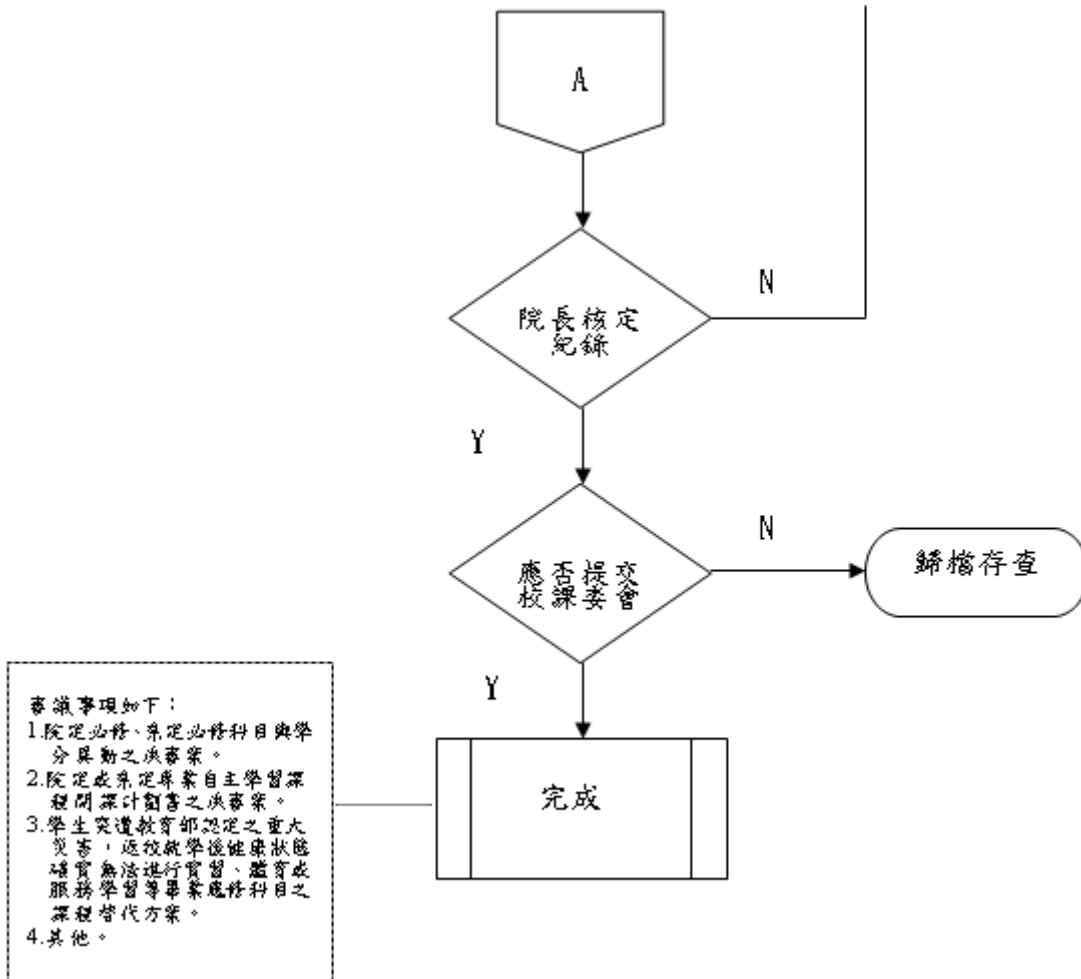 A
N
院長核定
紀錄
Y
N
應否提交
校課委會
歸檔存查
Y
完成
審議事項如下：
1.院定必修、系定必修科目與學
分異動之決審案。
2.院定或系定專業自主學習課
程開課計劃書之決審案。
3.學生突遭教育部認定之重大
災害，返校就學後健康狀態
確實無法進行實習、體育或
服務學習等畢業應修科目之
課程替代方案。
4.其他。